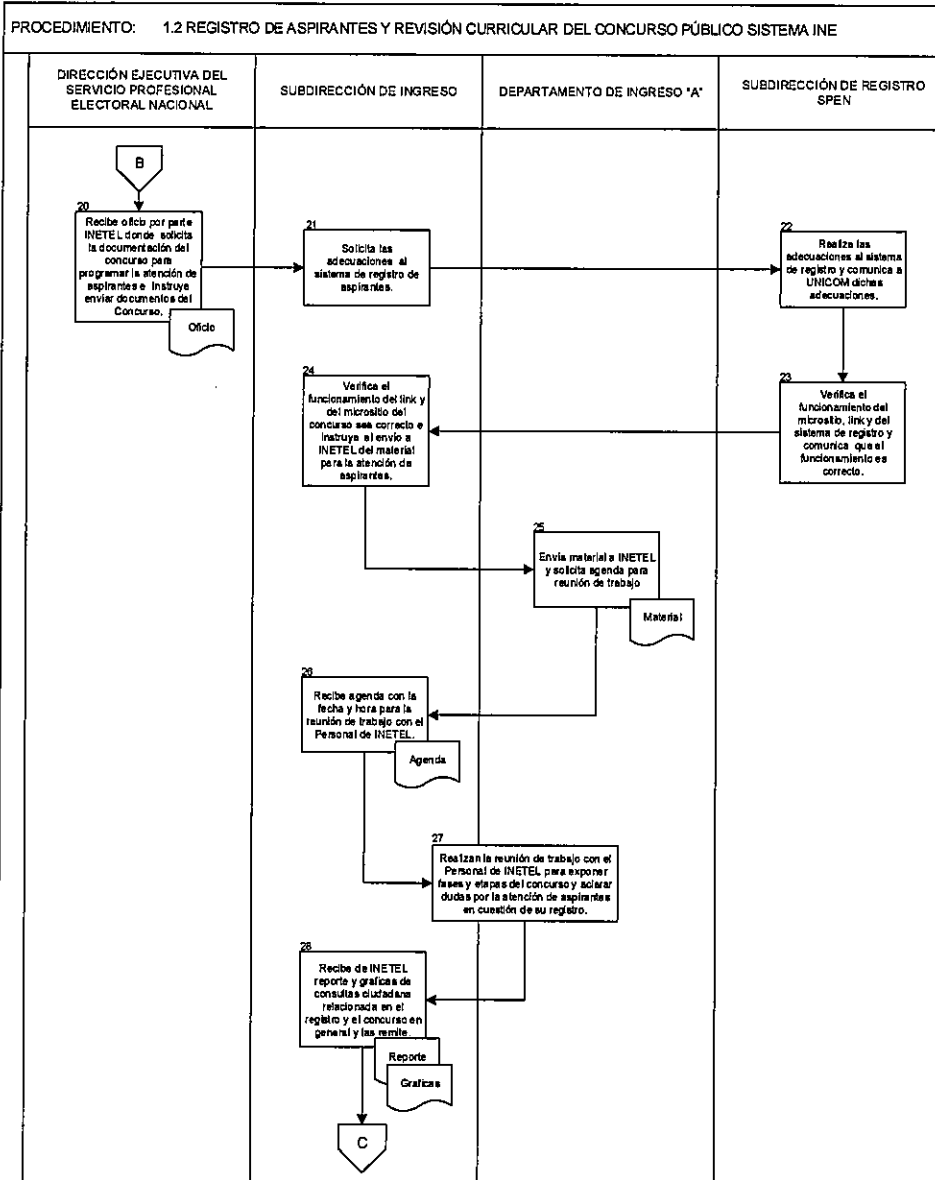 PROCEDIMIENTO: 1.2 REGISTRO DE ASPIRANTES Y REVISIÓN CURRICULAR DEL CONCURSO PÚBLICO SISTEMA INE
DIRECCIÓN EJECUTIVA DEL
SERVICIO PROFESIONAL
ELECTORAL NACIONAL
SUBDIRECCIÓN DE INGRESO
DEPARTAMENTO DE INGRESO "A"
SUBDIRECCIÓN DE REGISTRO
SPEN
B
20
Recibe oficio por parte
INETEL donde solicita
la documentación del
concurso para
programar la atención de
aspirantes e instruye
enviar documentos del
Concurso.
Oficio
21
Solicita las
adecuaciones al
sistema de registro de
aspirantes.
22
Realiza las
adecuaciones al sistema
de registro y comunica a
UNICOM dichas
adecuaciones.
23
Verifica el
funcionamiento del
micrositio, link y del
sistema de registro y
comunica que el
funcionamiento es
correcto.
24
Verifica el
funcionamiento del link y
del micrositio del
concurso sea correcto e
instruye el envío a
INETEL del material
para la atención de
aspirantes.
25
Envía material a INETEL
y solicita agenda para
reunión de trabajo
Material
26
Recibe agenda con la
fecha y hora para la
reunión de trabajo con el
Personal de INETEL.
Agenda
27
Realizan la reunión de trabajo con el
Personal de INETEL para exponer
fases y etapas del concurso y aclarar
dudas por la atención de aspirantes
en cuestión de su registro.
28
Recibe de INETEL
reporte y graficas de
consultas ciudadana
relacionada en el
registro y el concurso en
general y las remite.
Reporte
Graficas
C